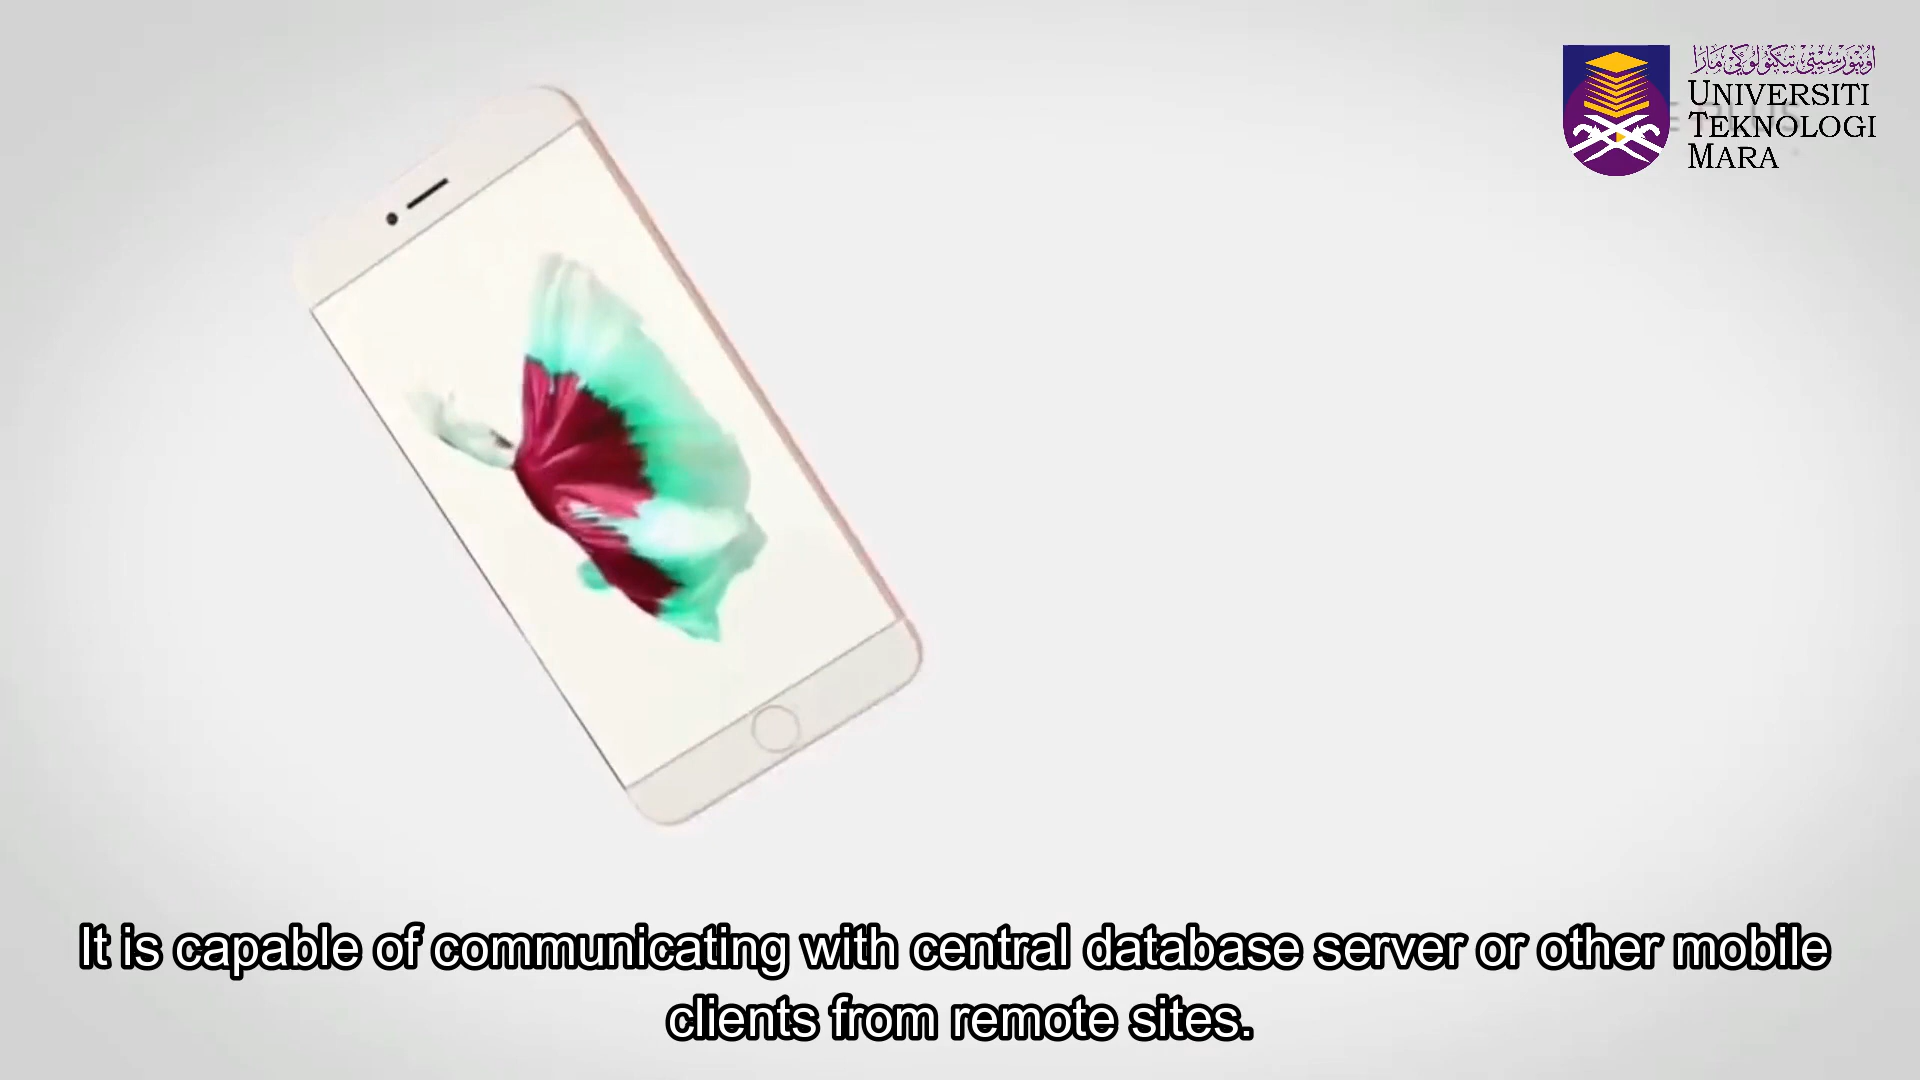 اونيۏرسيتي تيكنولوڬي مارا
UNIVERSITI
TEKNOLOGI
MARA
It is capable of communicating with central database server or other mobile
clients from remote sites.